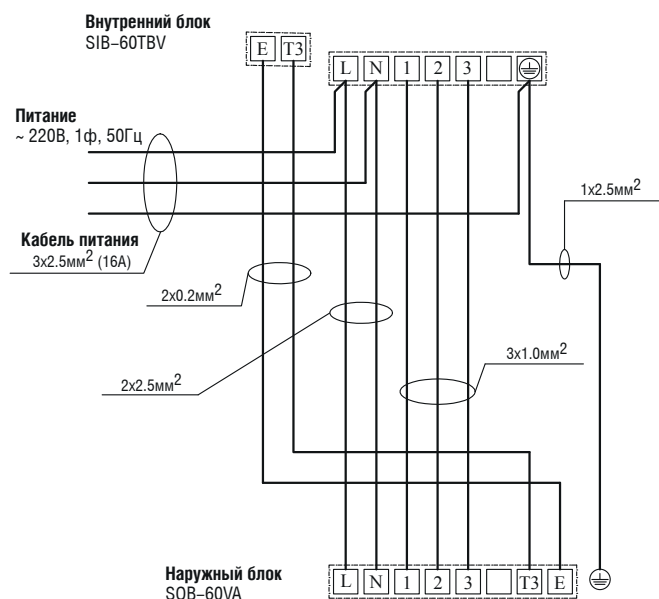 Внутренний блок
SIB–60TBV
E T3
L N 1 2 3
Питание
~ 220В, 1ф, 50Гц
1x2.5мм2
Кабель питания
3x2.5мм2 (16А)
2x0.2мм2
3x1.0мм2
2x2.5мм2
Наружный блок
SOB–60VA
L N 1 2 3 T3 E